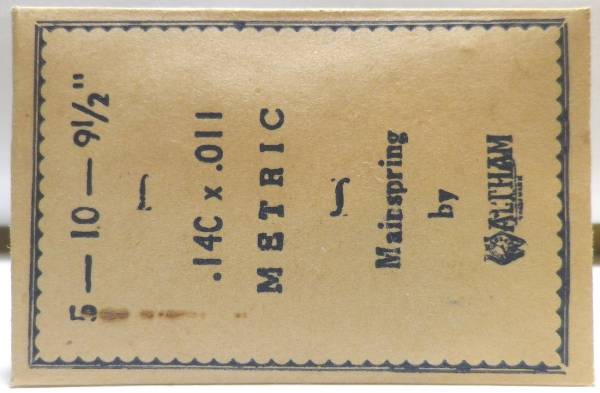 5 — 10 — 9½"
.14C x .011
METRIC
Mainspring
by
WALTHAM